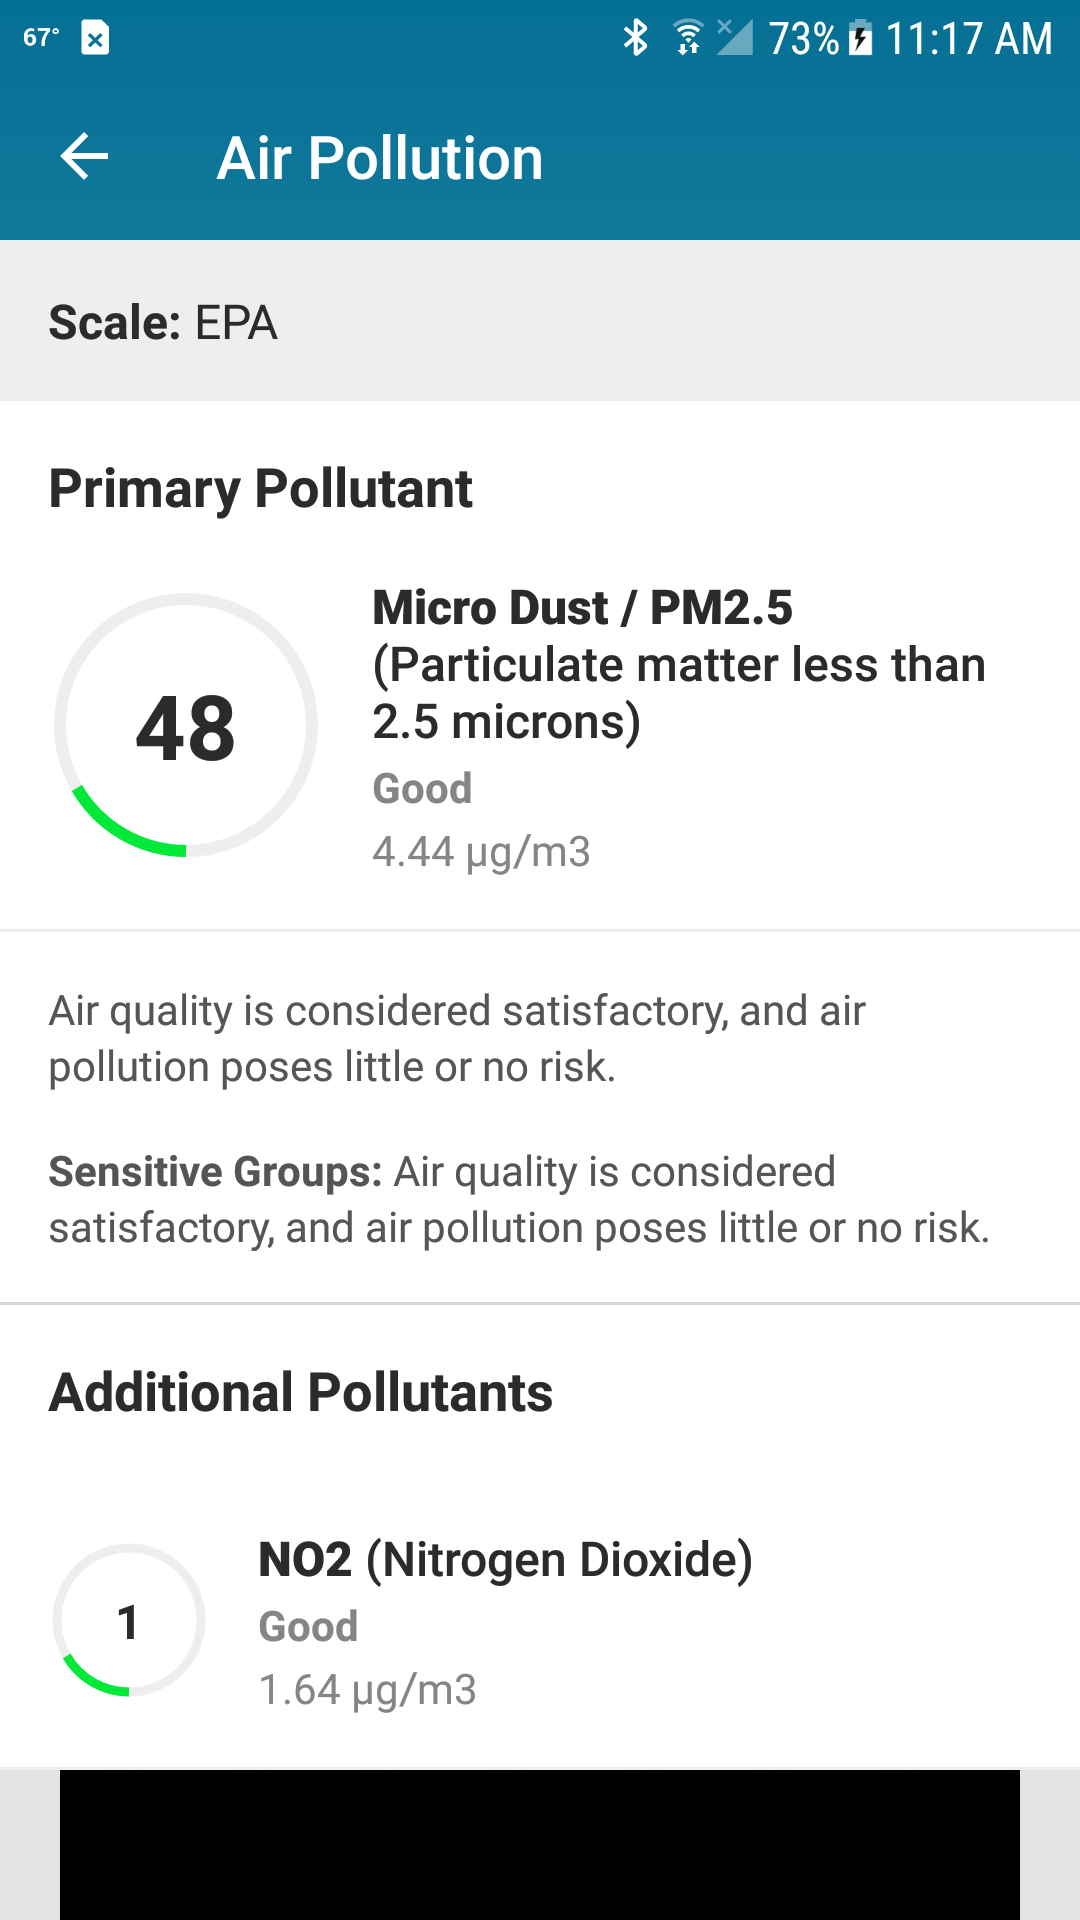 67°
73% 11:17 AM
Air Pollution
Scale: EPA
Primary Pollutant
48
Micro Dust / PM2.5
(Particulate matter less than
2.5 microns)
Good
4.44 µg/m3
Air quality is considered satisfactory, and air
pollution poses little or no risk.
Sensitive Groups: Air quality is considered
satisfactory, and air pollution poses little or no risk.
Additional Pollutants
1
NO2 (Nitrogen Dioxide)
Good
1.64 µg/m3